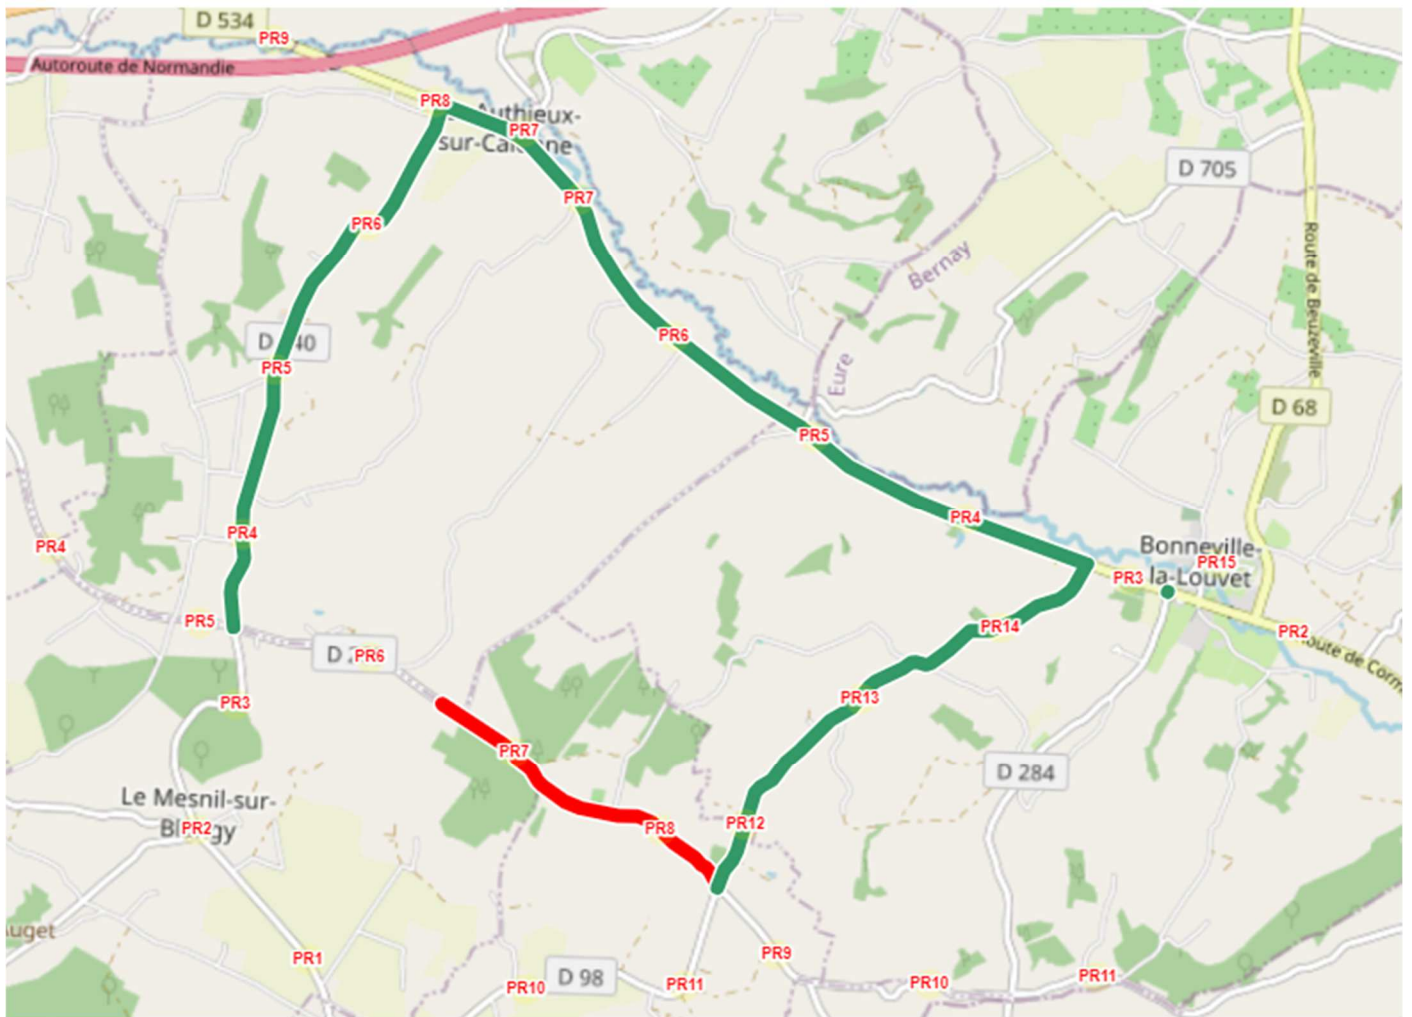 D 534
PR9
Autoroute de Normandie
PR8
Authieux-
PR7
sur-Cal
ne
D 705
PR7
PR6
Route de Beuzeville
Bernay
PR6
D 40
PR5
Eure
D 68
PR5
PR4
PR4
PR4
Bonneville-
PR15
la-Louvet
PR3
PR5
PR14
PR2
Route de Corm
D 2
PR6
PR13
PR3
PR7
D 284
Le Mesnil-sur-
Bl gy
PR2
PR8
PR12
uget
PR1
PR9
D 98
PR10
PR11
PR10
PR11